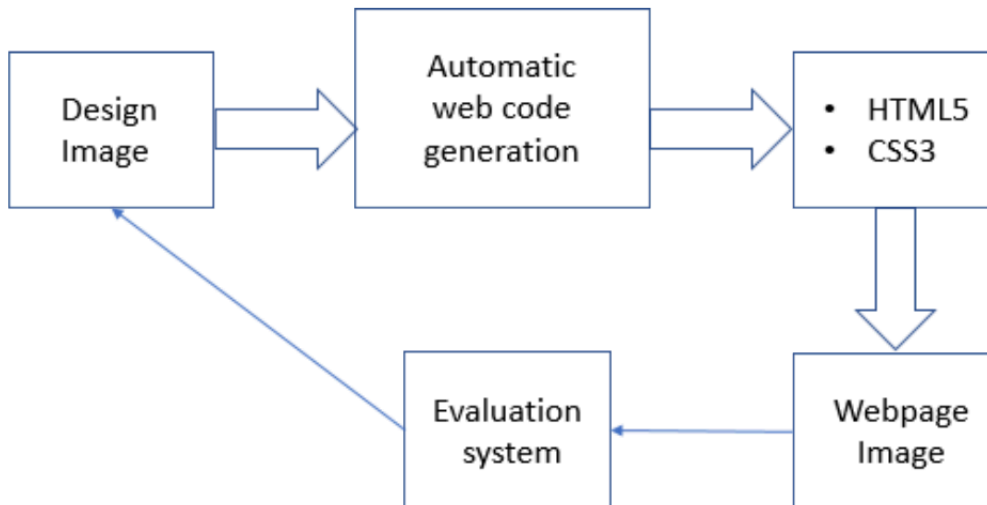 Design
Image
Automatic
web code
generation
• HTML5
• CSS3
Evaluation
system
Webpage
Image